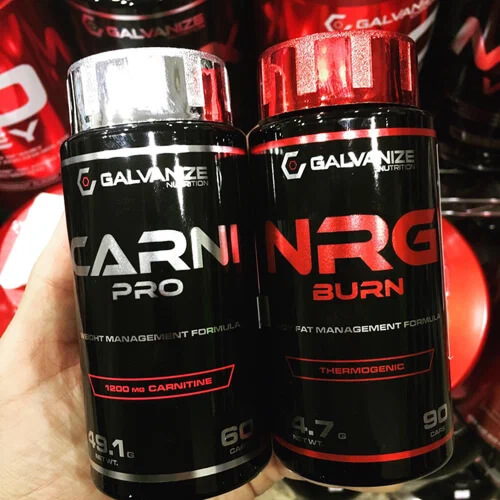 GALVANIZE
GALVANIZE
NUTRITION
CARNI
PRO
WEIGHT MANAGEMENT FORMULA
1200 MG CARNITINE
49.1 G
NET WT.
60
CAPS
GALVANIZE
NUTRITION
NRG
BURN
FAT MANAGEMENT FORMULA
THERMOGENIC
4.7 G
NET WT.
90
CAPS